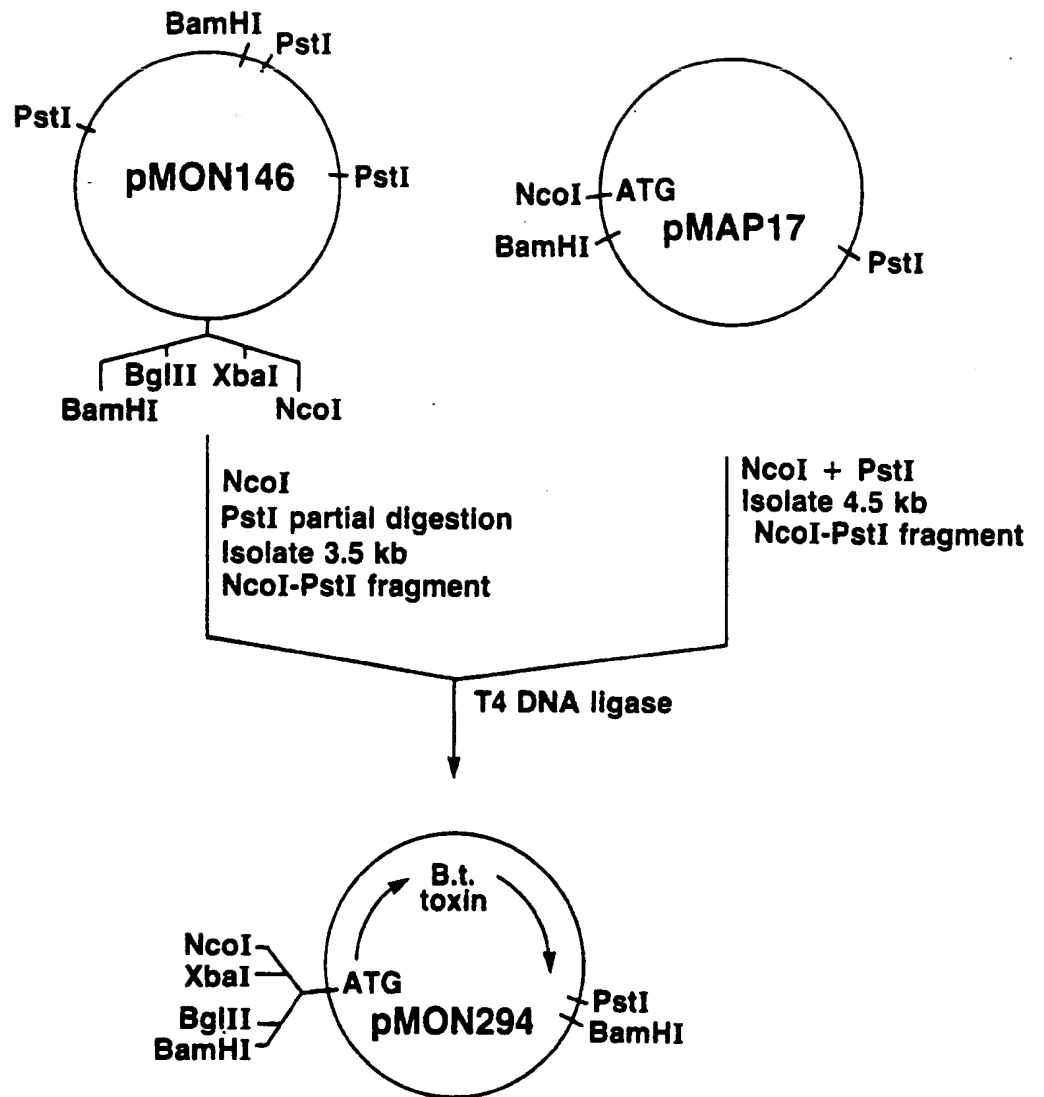 BamHI
PstI
PstI
pMON146
PstI
BglII XbaI
BamHI
NcoI
NcoI
ATG
pMAP17
BamHI
PstI
NcoI
PstI partial digestion
Isolate 3.5 kb
NcoI-PstI fragment
NcoI + PstI
Isolate 4.5 kb
NcoI-PstI fragment
T4 DNA ligase
B.t.
toxin
NcoI
XbaI
ATG
BglII
BamHI
pMON294
PstI
BamHI